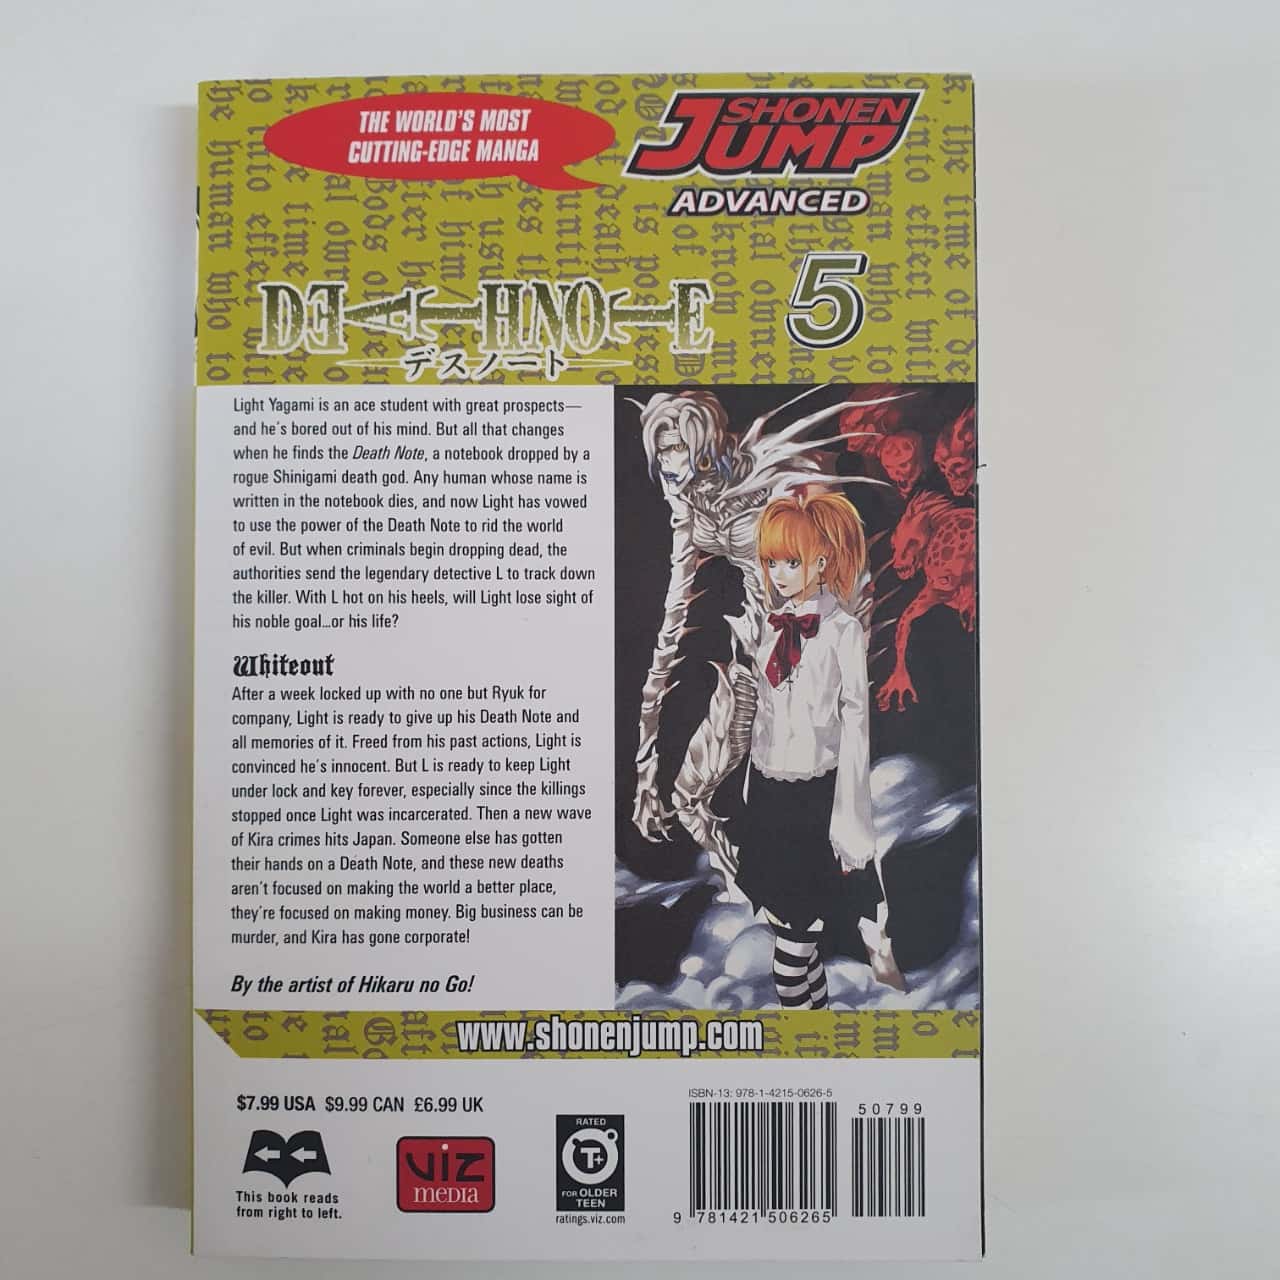 THE WORLD'S MOST
CUTTING-EDGE MANGA
SHONEN
JUMP
ADVANCED
DEATH NOTE
デスノート
5
Light Yagami is an ace student with great prospects—
and he's bored out of his mind. But all that changes
when he finds the Death Note, a notebook dropped by a
rogue Shinigami death god. Any human whose name is
written in the notebook dies, and now Light has vowed
to use the power of the Death Note to rid the world
of evil. But when criminals begin dropping dead, the
authorities send the legendary detective L to track down
the killer. With L hot on his heels, will Light lose sight of
his noble goal...or his life?
Whiteout
After a week locked up with no one but Ryuk for
company, Light is ready to give up his Death Note and
all memories of it. Freed from his past actions, Light is
convinced he's innocent. But L is ready to keep Light
under lock and key forever, especially since the killings
stopped once Light was incarcerated. Then a new wave
of Kira crimes hits Japan. Someone else has gotten
their hands on a Death Note, and these new deaths
aren't focused on making the world a better place,
they're focused on making money. Big business can be
murder, and Kira has gone corporate!
By the artist of Hikaru no Go!
www.shonenjump.com
$7.99 USA $9.99 CAN £6.99 UK
This book reads
from right to left.
VIZ
MEDIA
RATED
T+
FOR OLDER
TEEN
ratings.viz.com
ISBN-13: 978-1-4215-0626-5
50799
9 781421 506265